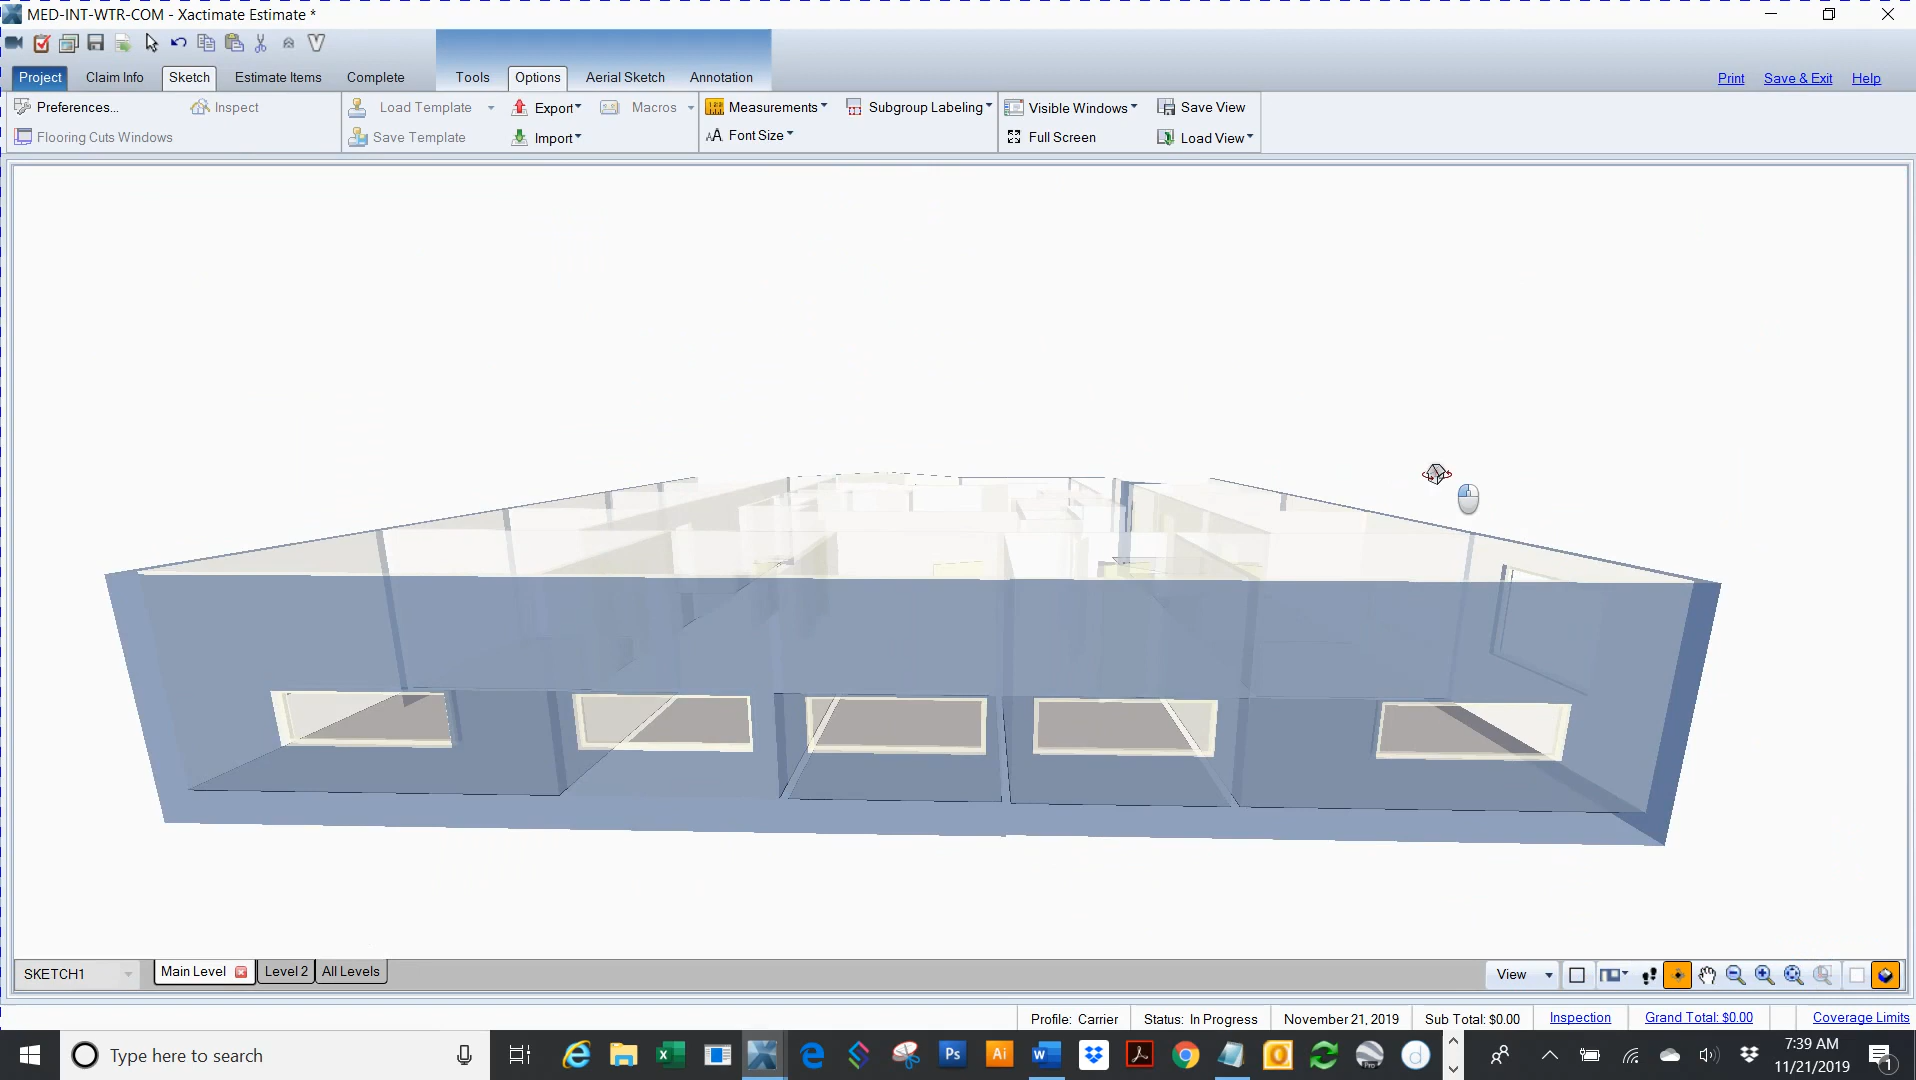 MED-INT-WTR-COM - Xactimate Estimate *
Project Claim Info Sketch Estimate Items Complete Tools Options Aerial Sketch Annotation Print Save & Exit Help
Preferences... Inspect Load Template Export Macros Measurements Subgroup Labeling Visible Windows Save View
Flooring Cuts Windows Save Template Import Font Size Full Screen Load View
SKETCH1 Main Level Level 2 All Levels View
Profile: Carrier Status: In Progress November 21, 2019 Sub Total: $0.00 Inspection Grand Total: $0.00 Coverage Limits
Type here to search Ps Ai 7:39 AM
11/21/2019 1